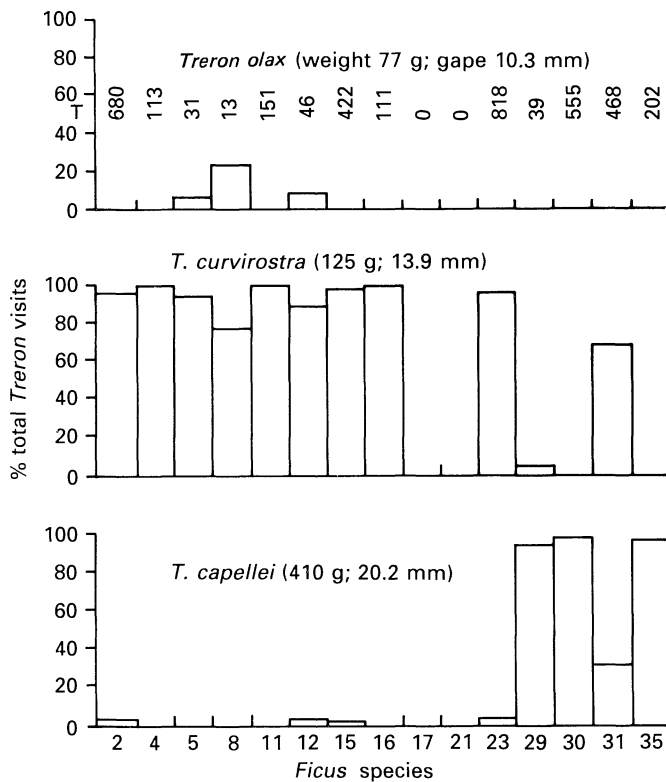 100
Treron olax (weight 77 g; gape 10.3 mm)
80
60
T 680 113 31 13 151 46 422 111 0 0 818 39 555 468 202
40
20
0
% total Treron visits
T. curvirostra (125 g; 13.9 mm)
100
80
60
40
20
0
100
T. capellei (410 g; 20.2 mm)
80
60
40
20
0
2 4 5 8 11 12 15 16 17 21 23 29 30 31 35
Ficus species